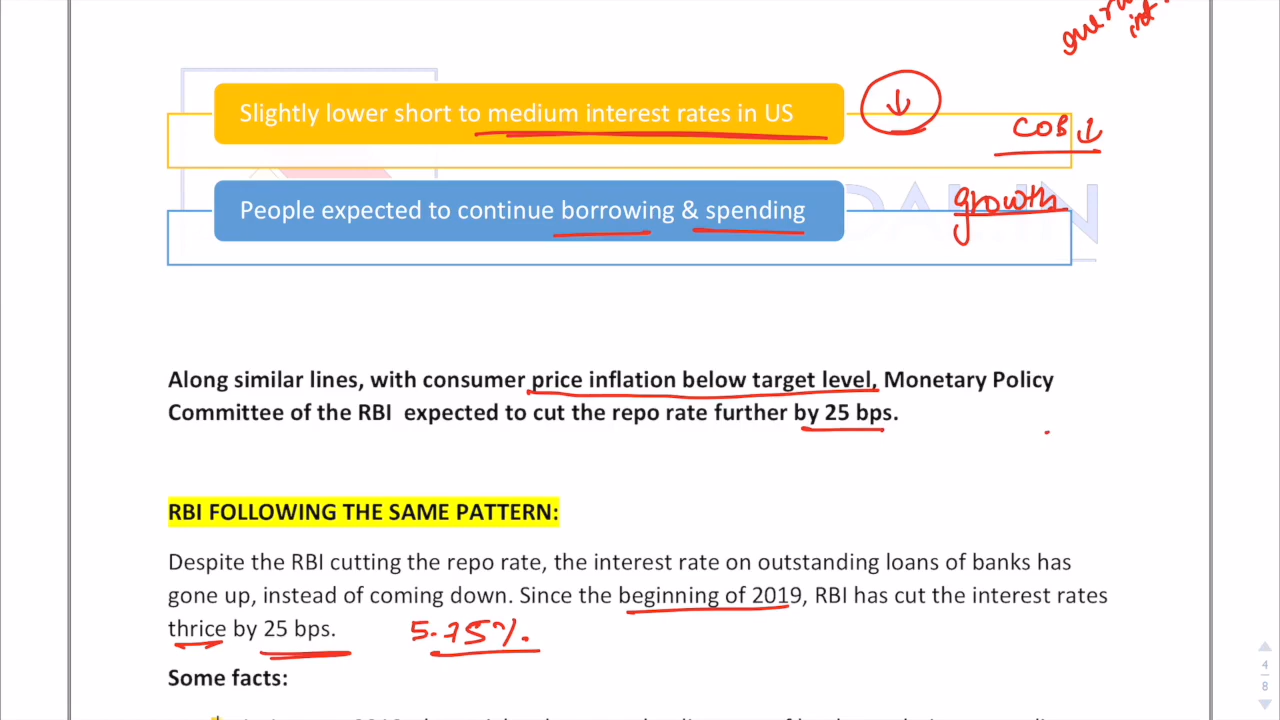 Slightly lower short to medium interest rates in US
↓
COB ↓
People expected to continue borrowing & spending
growth
Along similar lines, with consumer price inflation below target level, Monetary Policy
Committee of the RBI expected to cut the repo rate further by 25 bps.
RBI FOLLOWING THE SAME PATTERN:
Despite the RBI cutting the repo rate, the interest rate on outstanding loans of banks has
gone up, instead of coming down. Since the beginning of 2019, RBI has cut the interest rates
thrice by 25 bps. 5.75%.
Some facts:
4
8